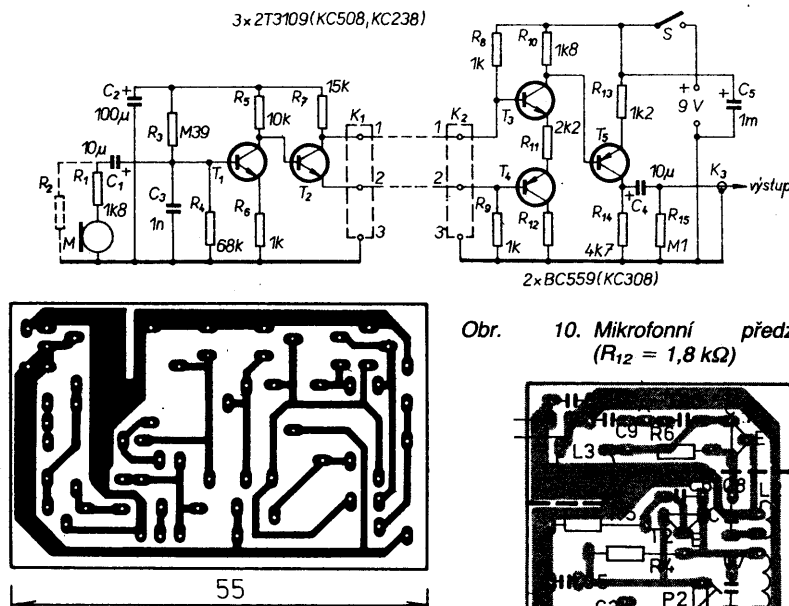 3×2T3109(KC508, KC238)
C2
100µ
R3
M39
R5
10k
R7
15k
K1
1
2
3
10µ
C1
R1
1k8
R2
M
C3
1n
R4
68k
T1
R6
1k
T2
K2
1
2
3
R8
1k
R10
1k8
T3
R11
2k2
T4
R9
1k
R12
T5
R13
1k2
S
9 V
C5
1m
10µ
C4
R14
4k7
R15
M1
K3
výstup
2×BC559(KC308)
Obr. 10. Mikrofonní předz
(R12 = 1,8 kΩ)
55
C9 R6
L3
E
R4
P21